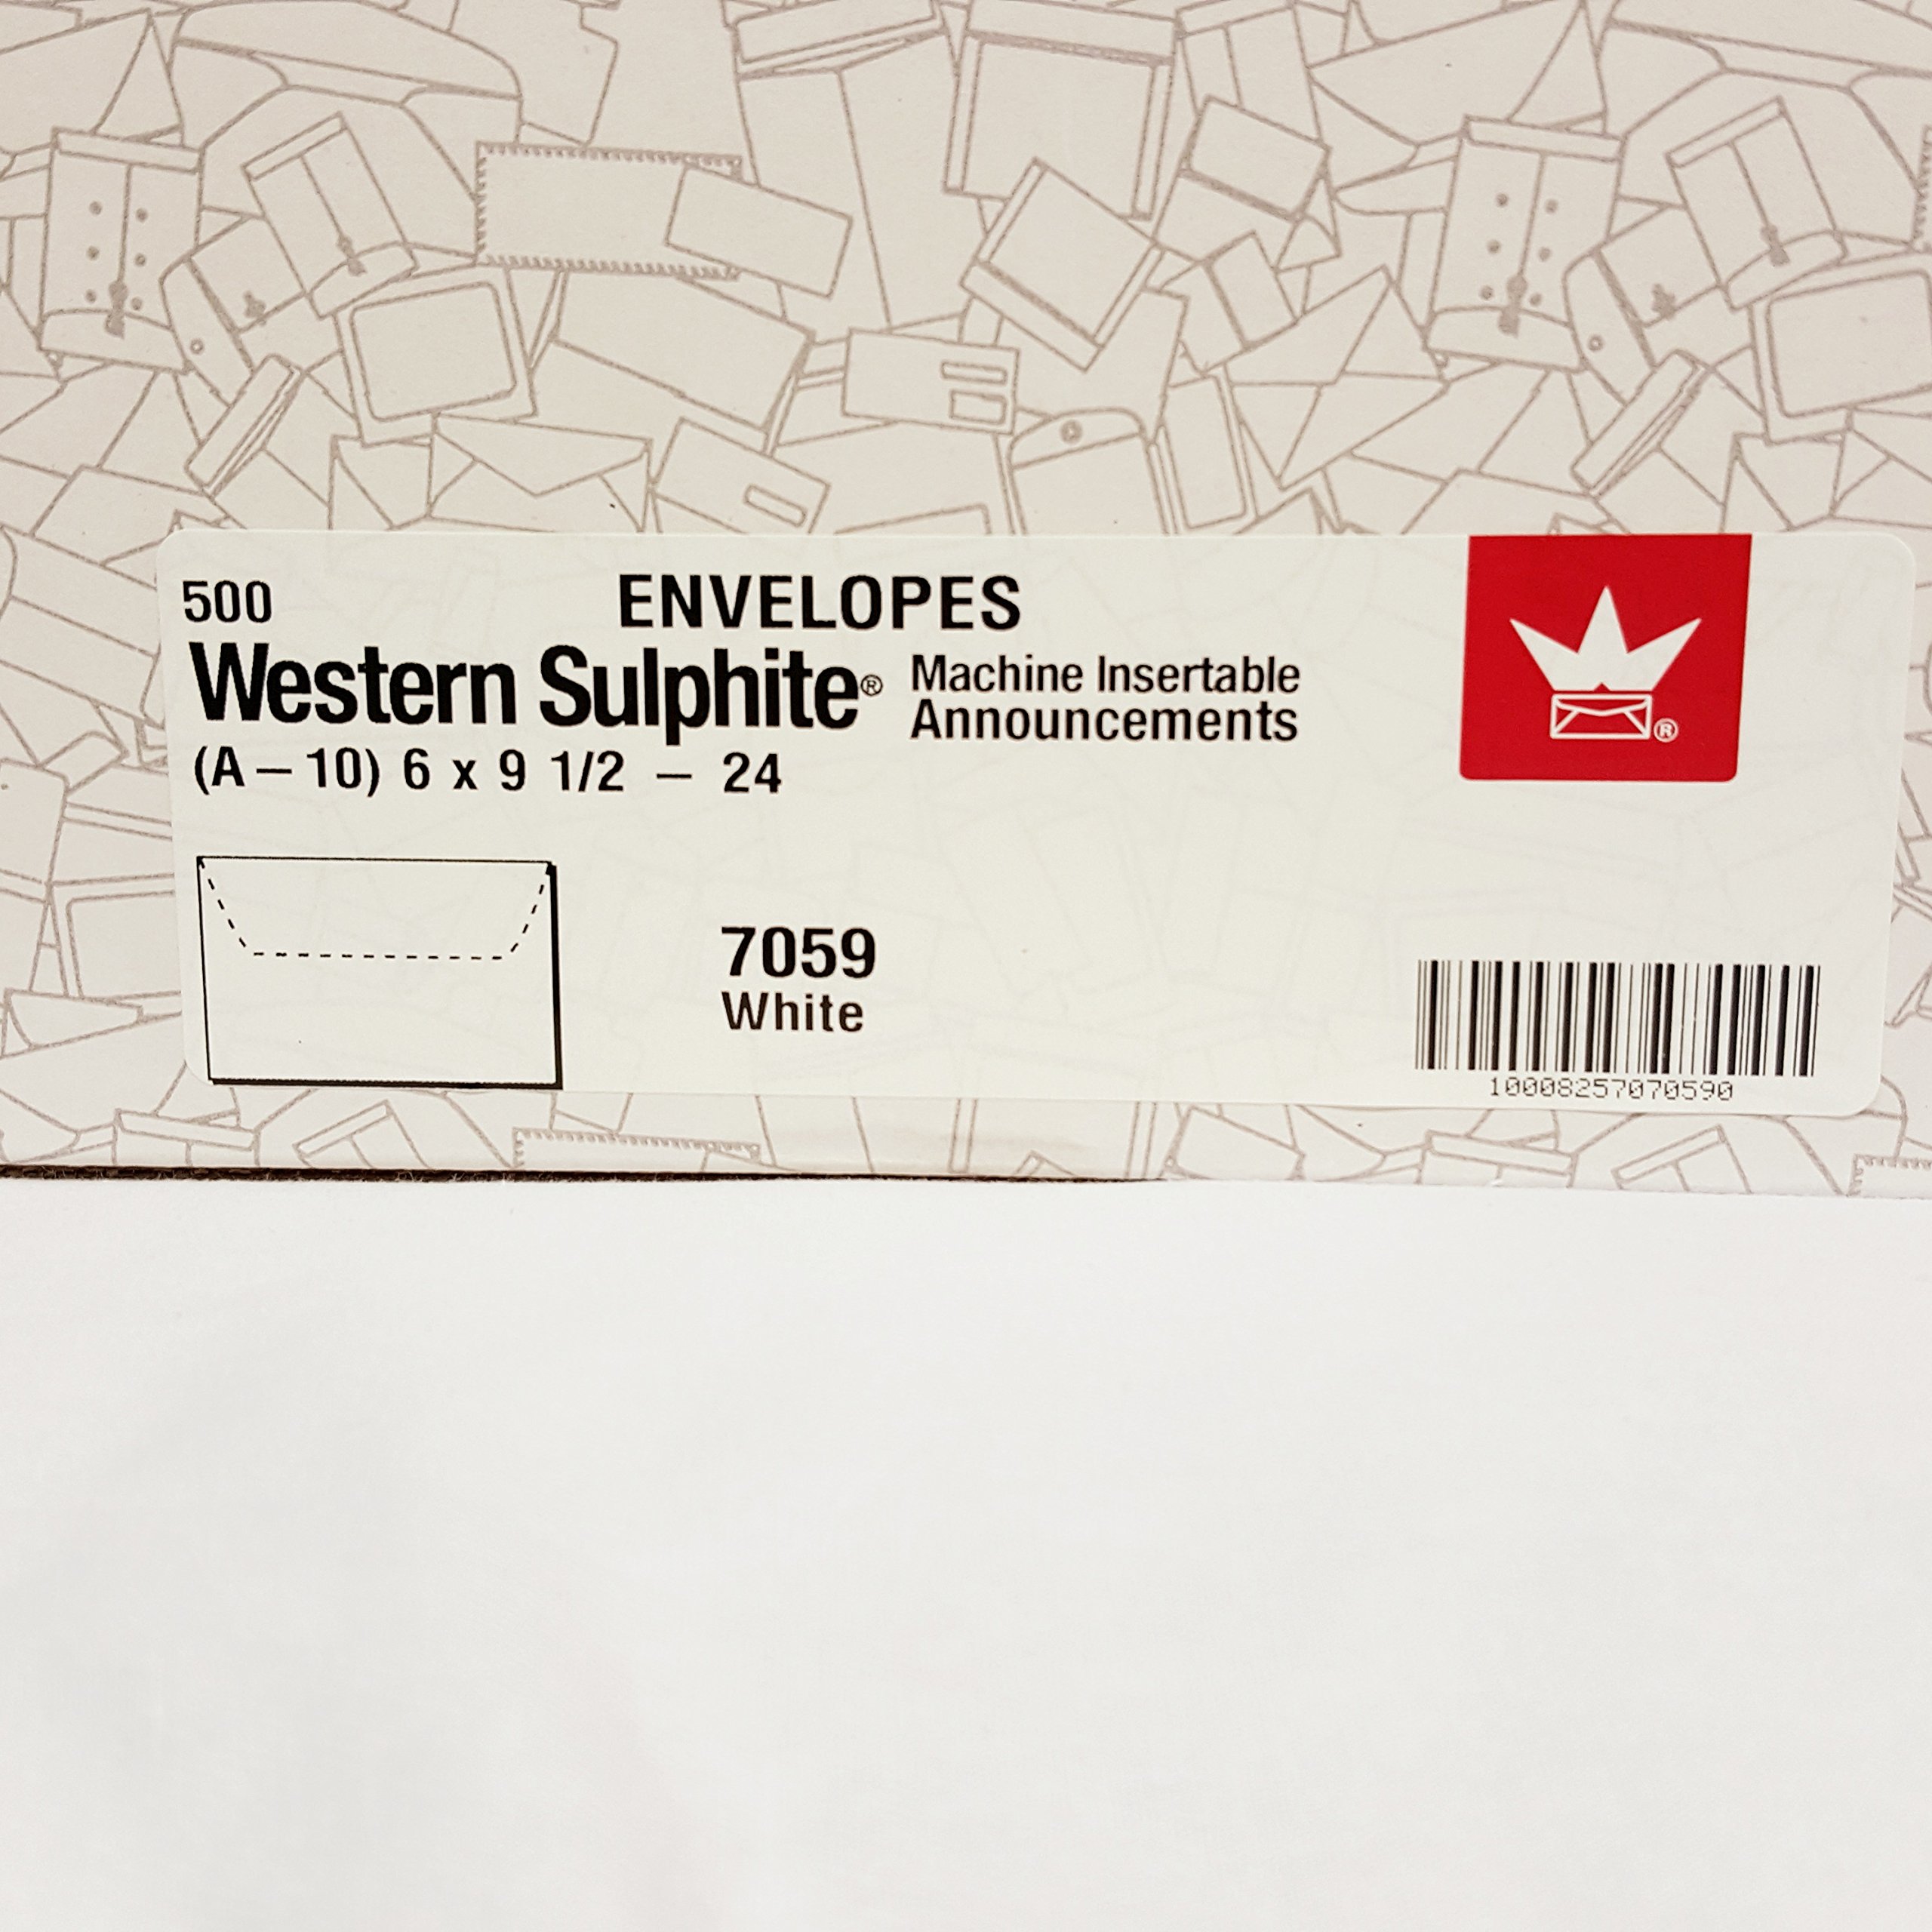 500 ENVELOPES
Western Sulphite® Machine Insertable
Announcements
(A – 10) 6 x 9 1/2 – 24
®
7059
White
10008257070590